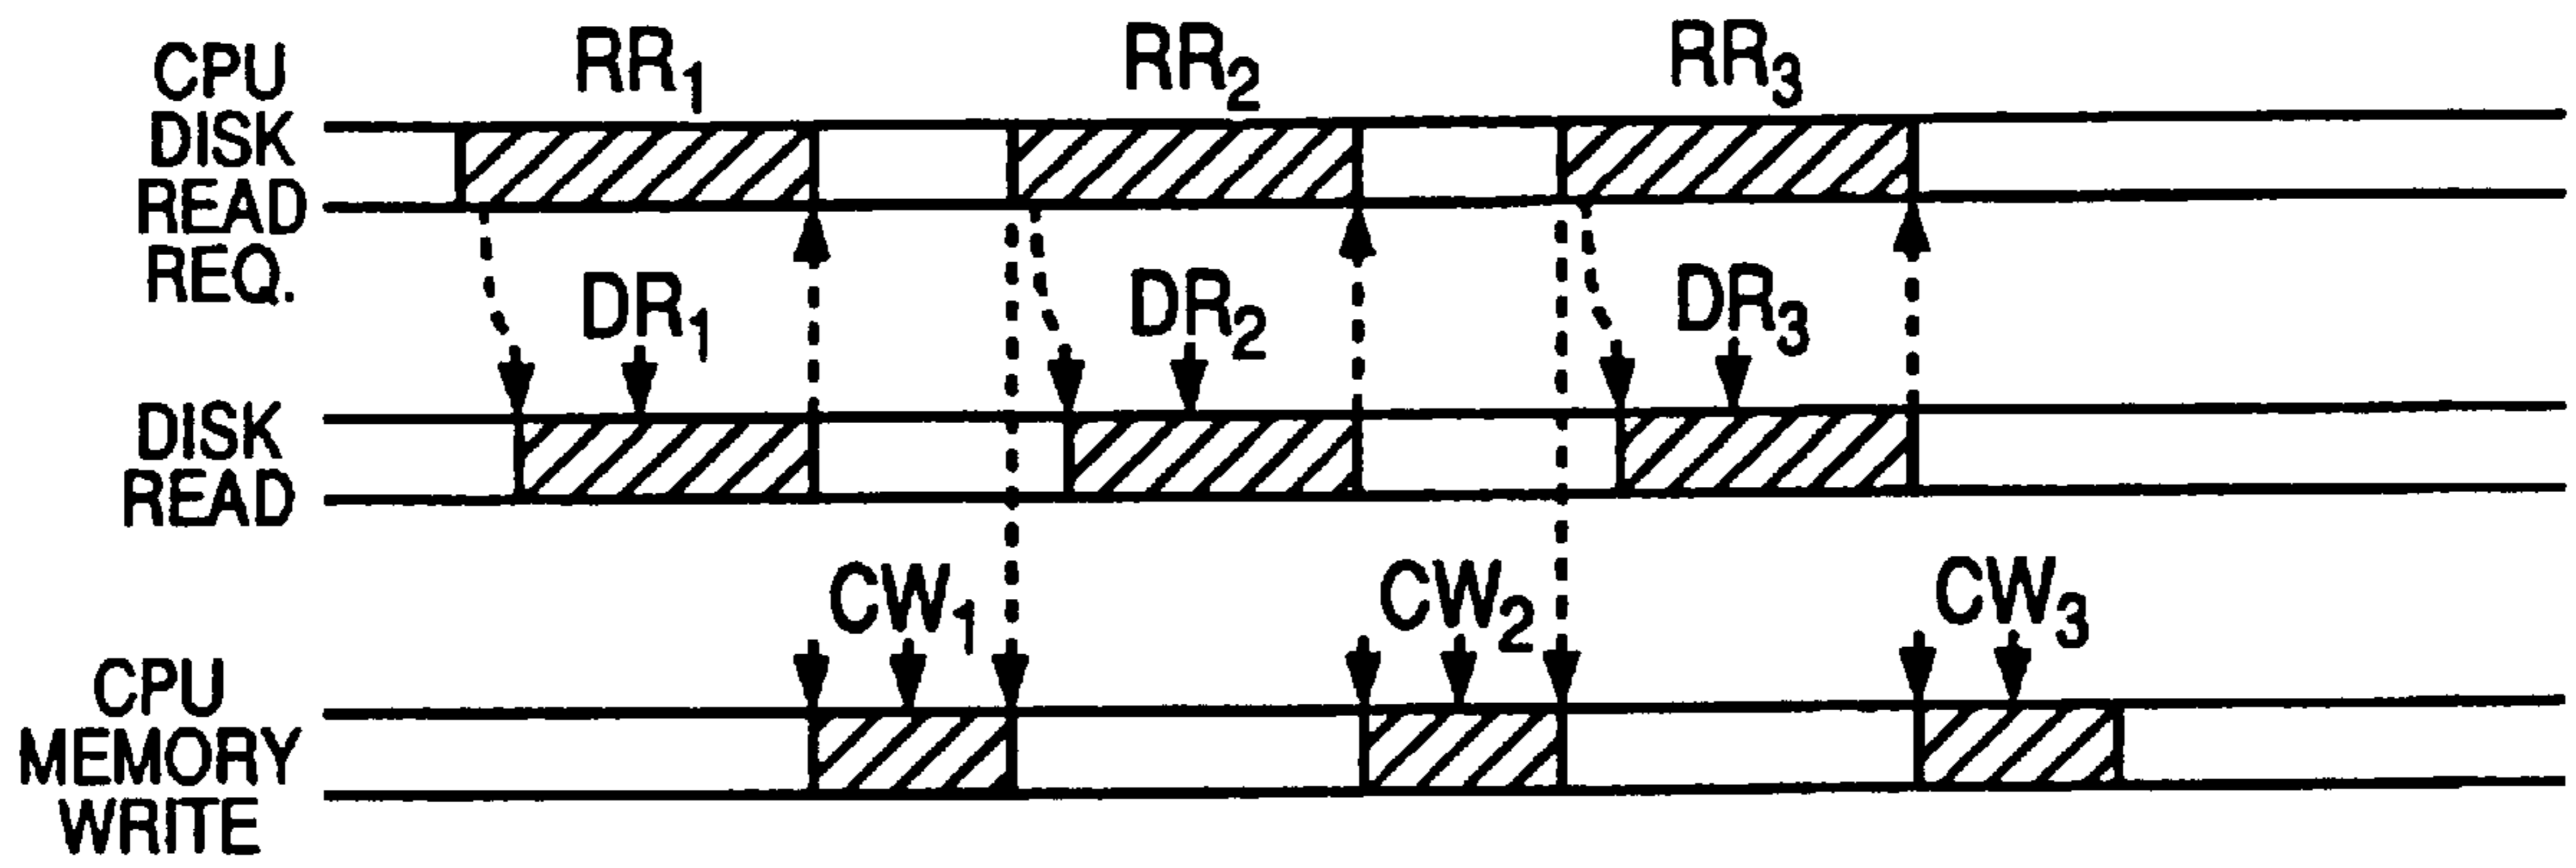 CPU
DISK
READ
REQ.
RR₁ RR₂ RR₃
DR₁ DR₂ DR₃
DISK
READ
CW₁ CW₂ CW₃
CPU
MEMORY
WRITE